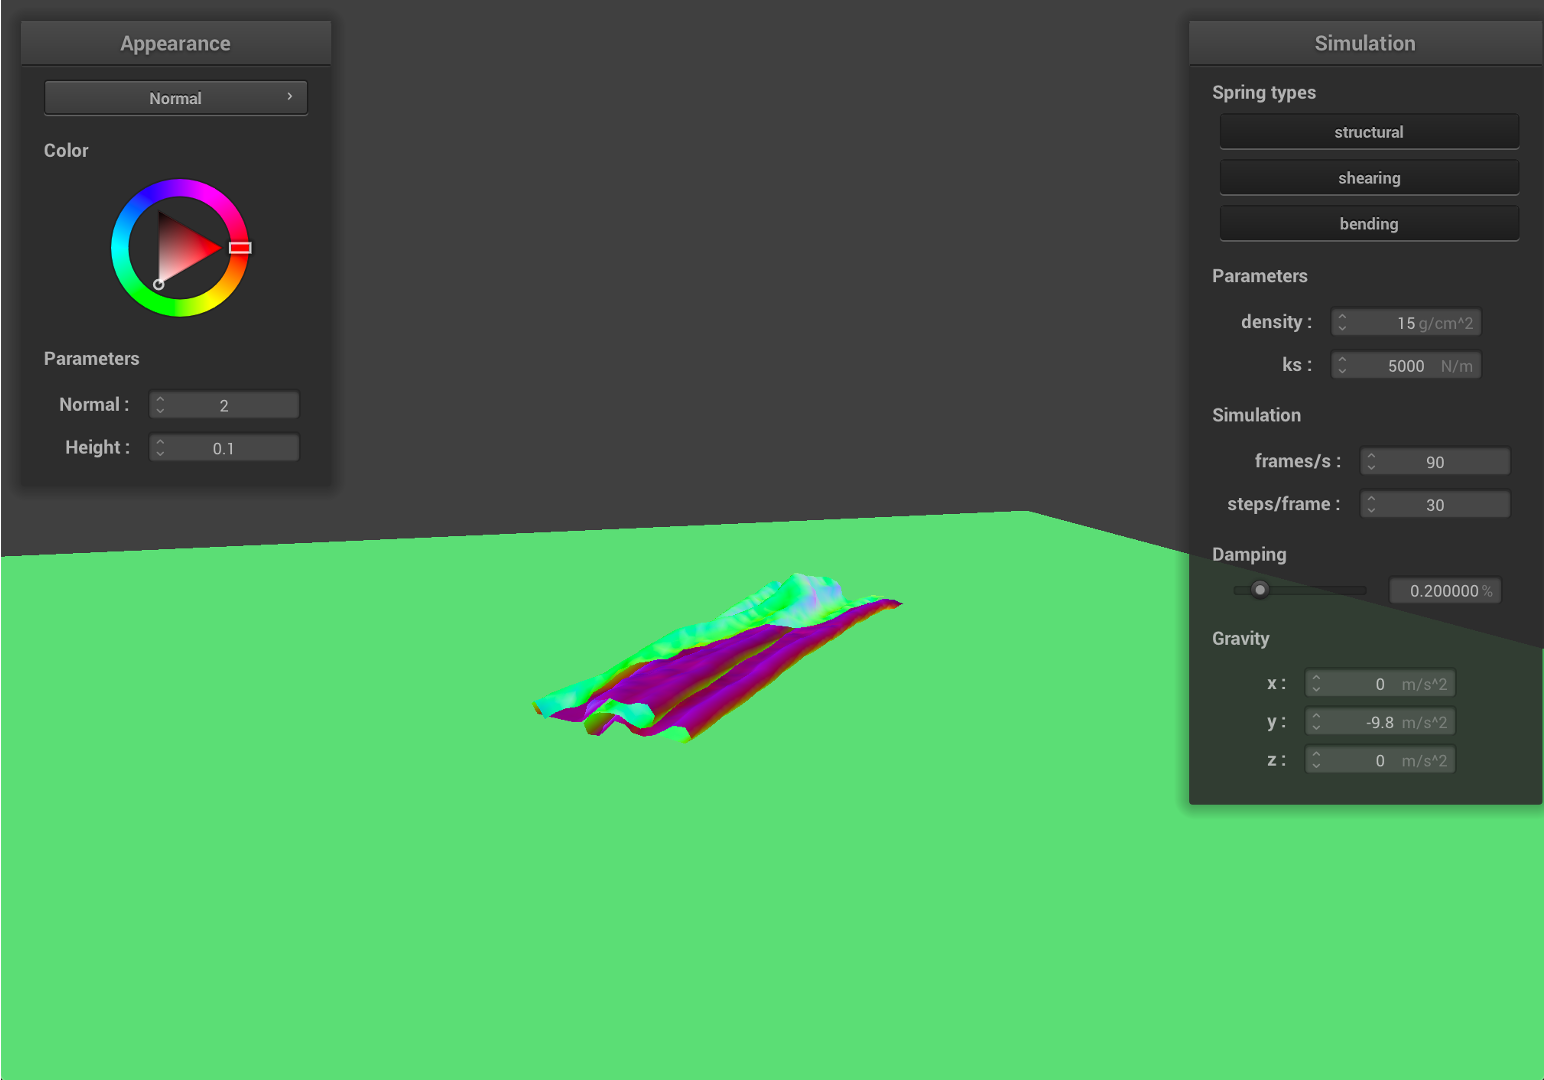 Appearance
Normal
Color
Parameters
Normal :
2
Height :
0.1
Simulation
Spring types
structural
shearing
bending
Parameters
density :
15 g/cm^2
ks :
5000 N/m
Simulation
frames/s :
90
steps/frame :
30
Damping
0.200000 %
Gravity
x :
0 m/s^2
y :
-9.8 m/s^2
z :
0 m/s^2